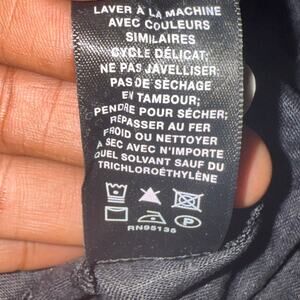 LAVER À LA MACHINE
AVEC COULEURS
SIMILAIRES
CYCLE DÉLICAT;
NE PAS JAVELLISER;
PAS DE SÈCHAGE
EN TAMBOUR;
PENDRE POUR SÉCHER;
REPASSER AU FER
FROID OU NETTOYER
A SEC AVEC N'IMPORTE
QUEL SOLVANT SAUF DU
TRICHLOROÉTHYLÈNE
P
RN95135